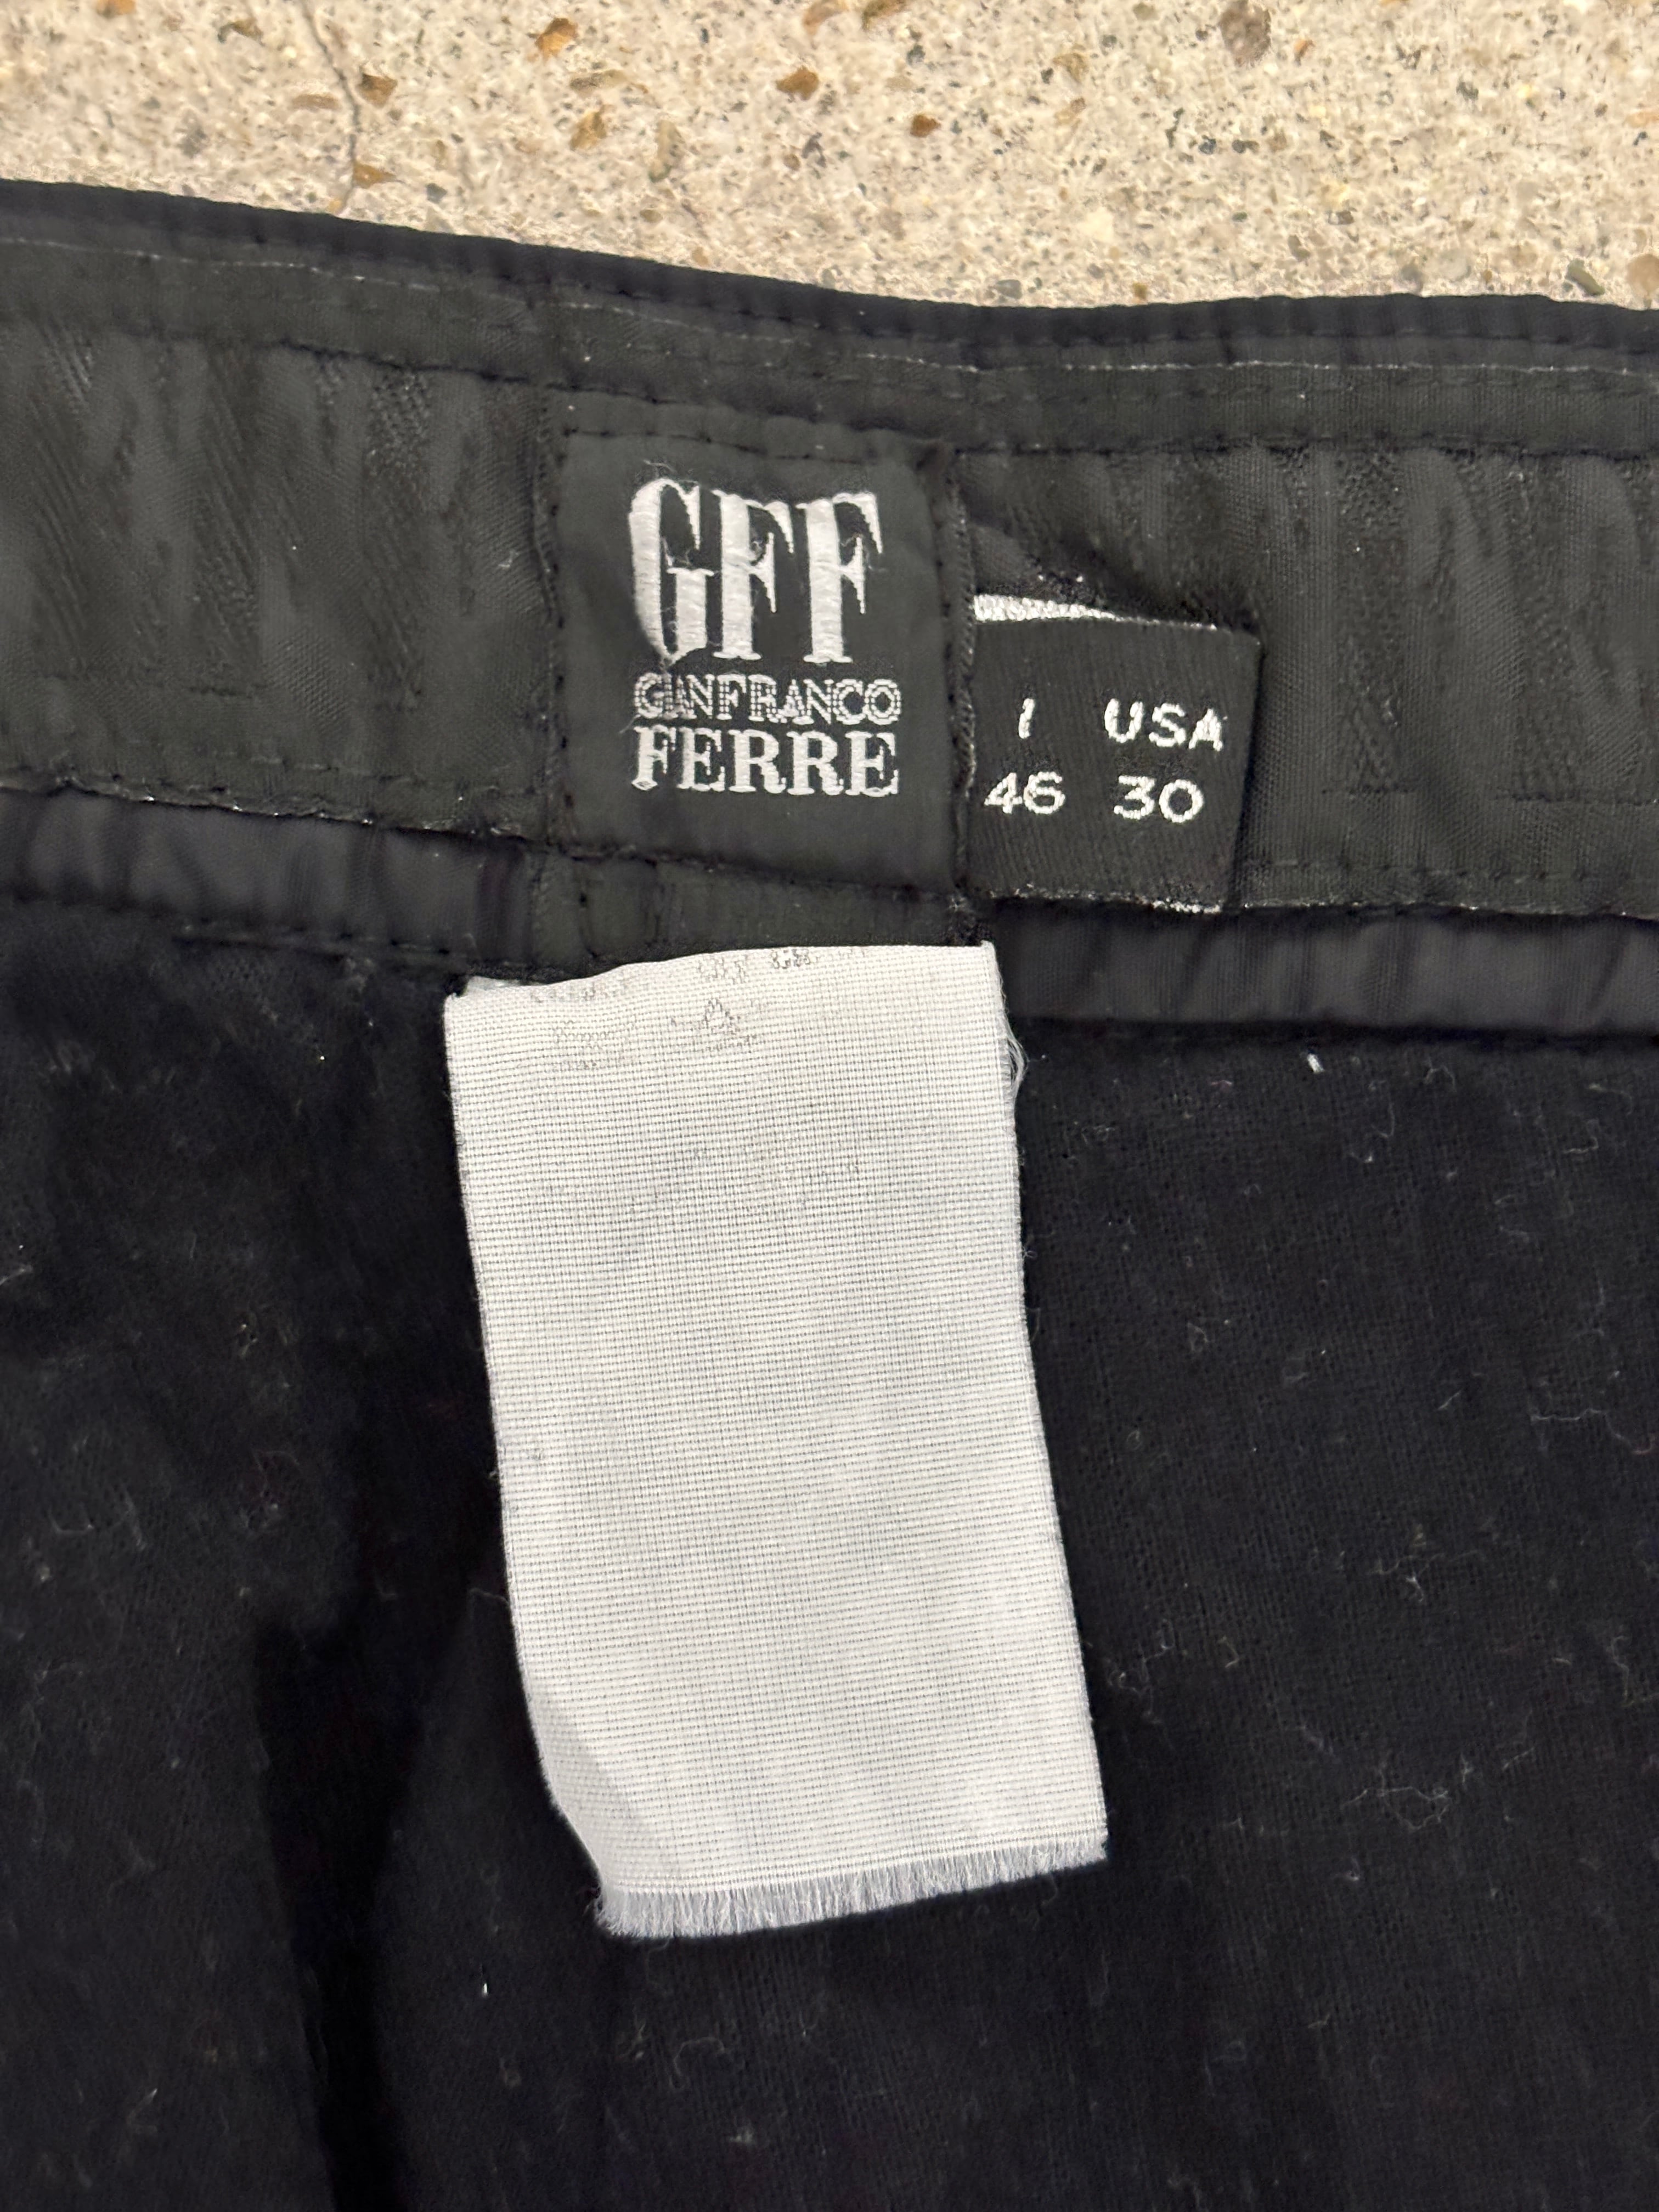 GFF
GIANFRANCO
FERRE
I USA
46 30